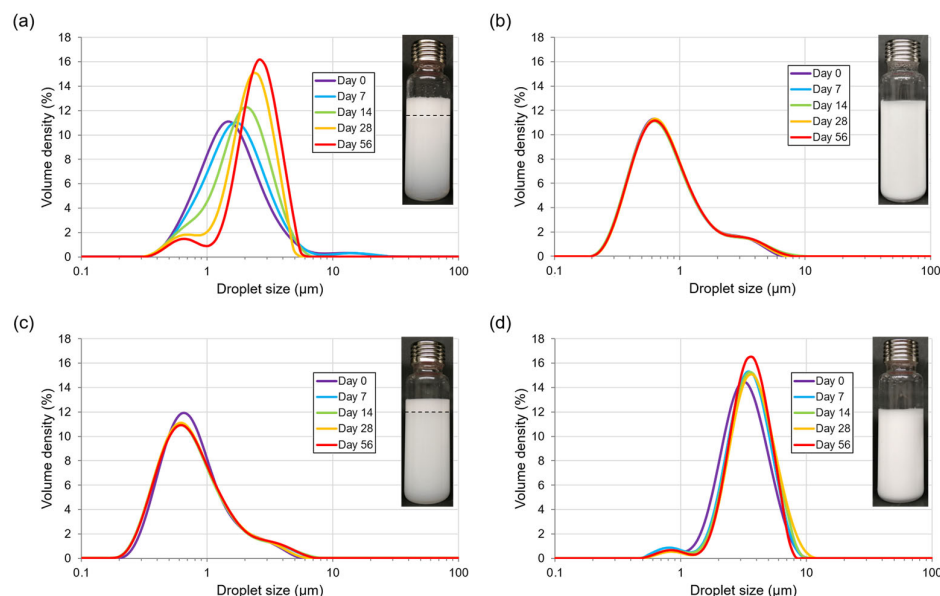 (a)
18
16
14
12
10
8
6
4
2
0
Volume density (%)
Day 0
Day 7
Day 14
Day 28
Day 56
0.1 1 10 100
Droplet size (µm)
(b)
18
16
14
12
10
8
6
4
2
0
Volume density (%)
Day 0
Day 7
Day 14
Day 28
Day 56
0.1 1 10 100
Droplet size (µm)
(c)
18
16
14
12
10
8
6
4
2
0
Volume density (%)
Day 0
Day 7
Day 14
Day 28
Day 56
0.1 1 10 100
Droplet size (µm)
(d)
18
16
14
12
10
8
6
4
2
0
Volume density (%)
Day 0
Day 7
Day 14
Day 28
Day 56
0.1 1 10 100
Droplet size (µm)